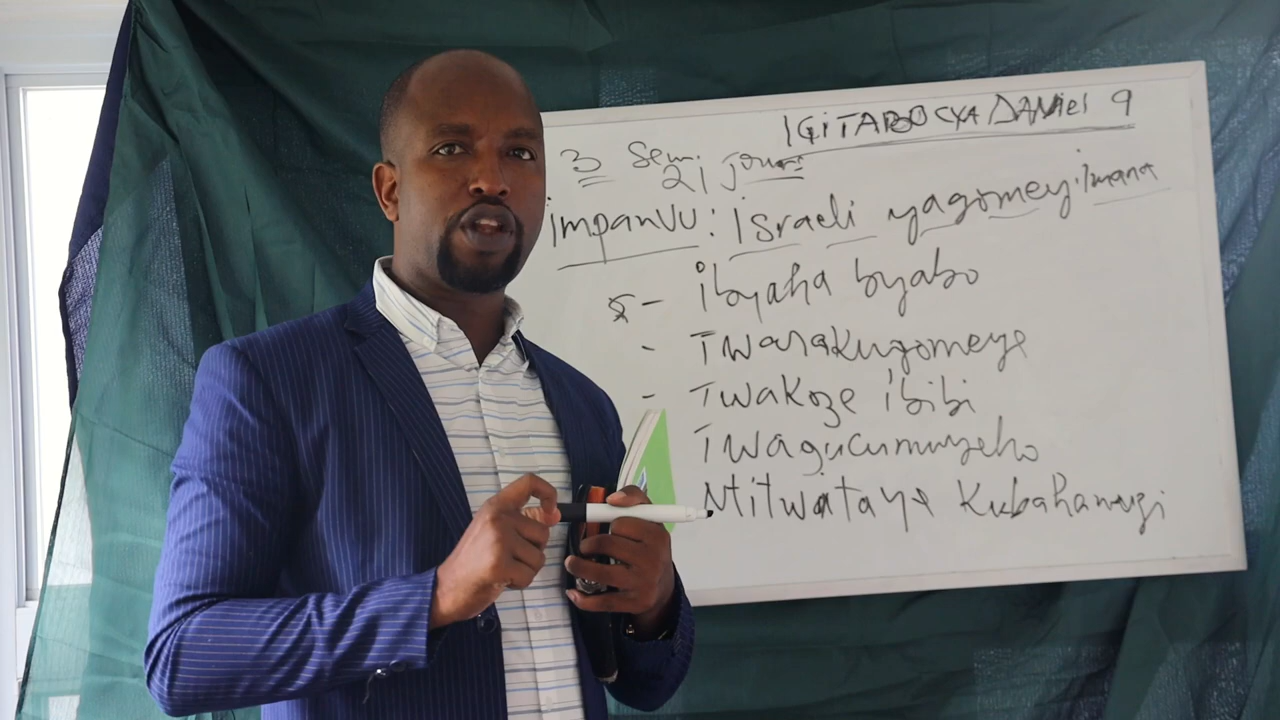 IGITABO CYA DANIEL 9
3 Sem.
21 jours
impanvu: israeli yagomeye imana
- ibyaha byabo
- Twarakugomeye
- Twakoze ibibi
Twagucumuyeho
Ntitwitaye Kubahanuzi